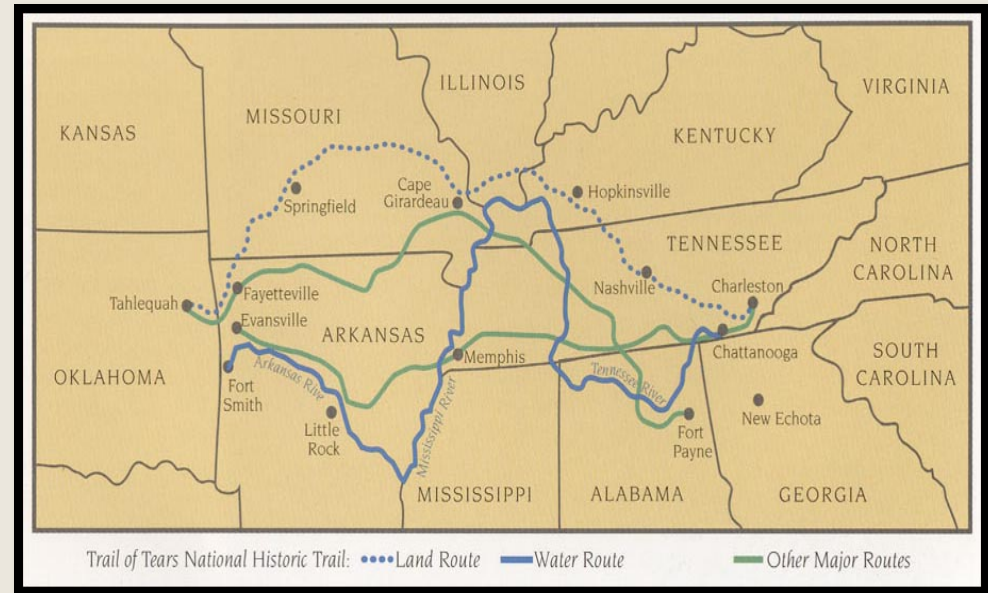 ILLINOIS
VIRGINIA
MISSOURI
KANSAS
KENTUCKY
Cape
Girardeau
Hopkinsville
Springfield
TENNESSEE
NORTH
CAROLINA
Nashville
Charleston
Tahlequah
Fayetteville
Evansville
ARKANSAS
Chattanooga
Memphis
SOUTH
CAROLINA
OKLAHOMA
Arkansas River
Tennessee River
Fort
Smith
Mississippi River
New Echota
Little
Rock
Fort
Payne
MISSISSIPPI
ALABAMA
GEORGIA
Trail of Tears National Historic Trail: Land Route Water Route Other Major Routes